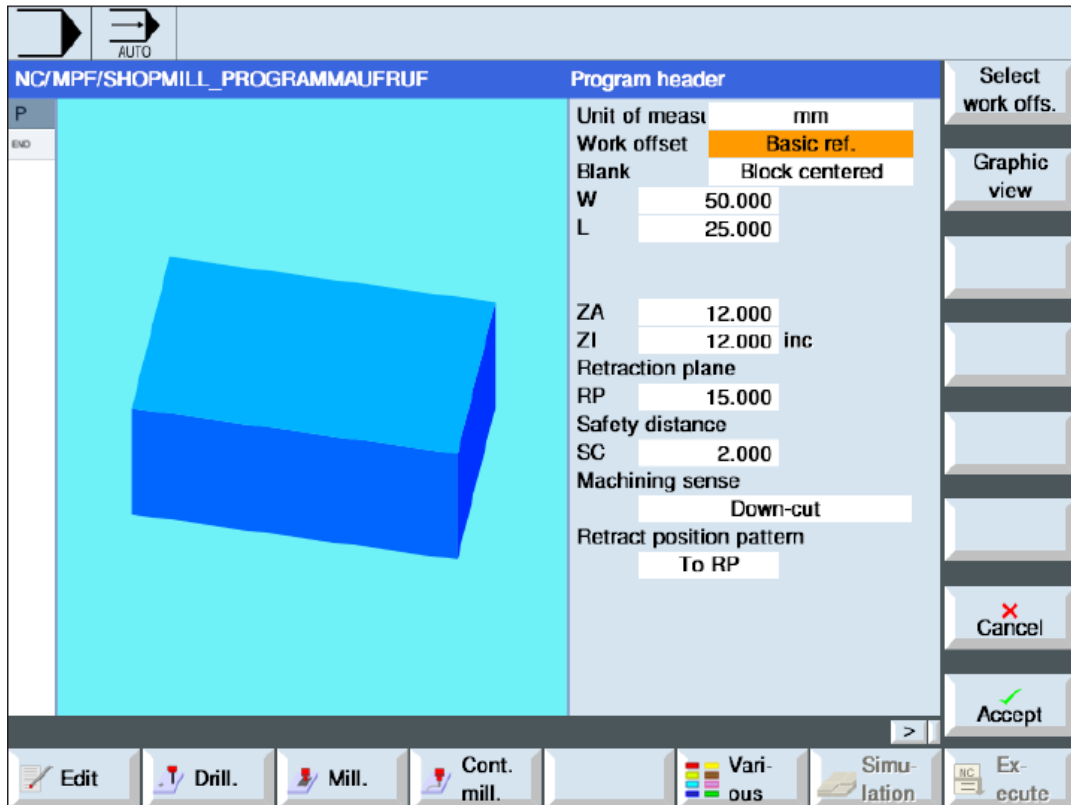 AUTO
NC/MPF/SHOPMILL_PROGRAMMAUFRUF
Program header
P
END
Unit of measu mm
Work offset Basic ref.
Blank Block centered
W 50.000
L 25.000
ZA 12.000
ZI 12.000 inc
Retraction plane
RP 15.000
Safety distance
SC 2.000
Machining sense
Down-cut
Retract position pattern
To RP
Select
work offs.
Graphic
view
Cancel
Accept
>
Edit
Drill.
Mill.
Cont.
mill.
Vari-
ous
Simu-
lation
NC
Ex-
ecute